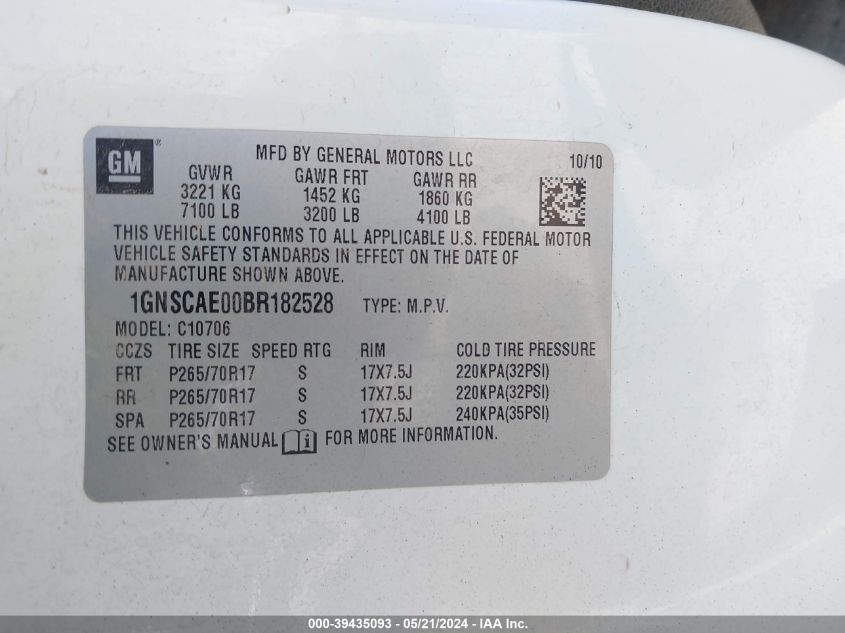 GM ® MFD BY GENERAL MOTORS LLC 10/10
GVWR GAWR FRT GAWR RR
3221 KG 1452 KG 1860 KG
7100 LB 3200 LB 4100 LB
THIS VEHICLE CONFORMS TO ALL APPLICABLE U.S. FEDERAL MOTOR
VEHICLE SAFETY STANDARDS IN EFFECT ON THE DATE OF
MANUFACTURE SHOWN ABOVE.
1GNSCAE00BR182528 TYPE: M.P.V.
MODEL: C10706
CCZS TIRE SIZE SPEED RTG RIM COLD TIRE PRESSURE
FRT P265/70R17 S 17X7.5J 220KPA(32PSI)
RR P265/70R17 S 17X7.5J 220KPA(32PSI)
SPA P265/70R17 S 17X7.5J 240KPA(35PSI)
SEE OWNER'S MANUAL i FOR MORE INFORMATION.
000-39435093 - 05/21/2024 - IAA Inc.